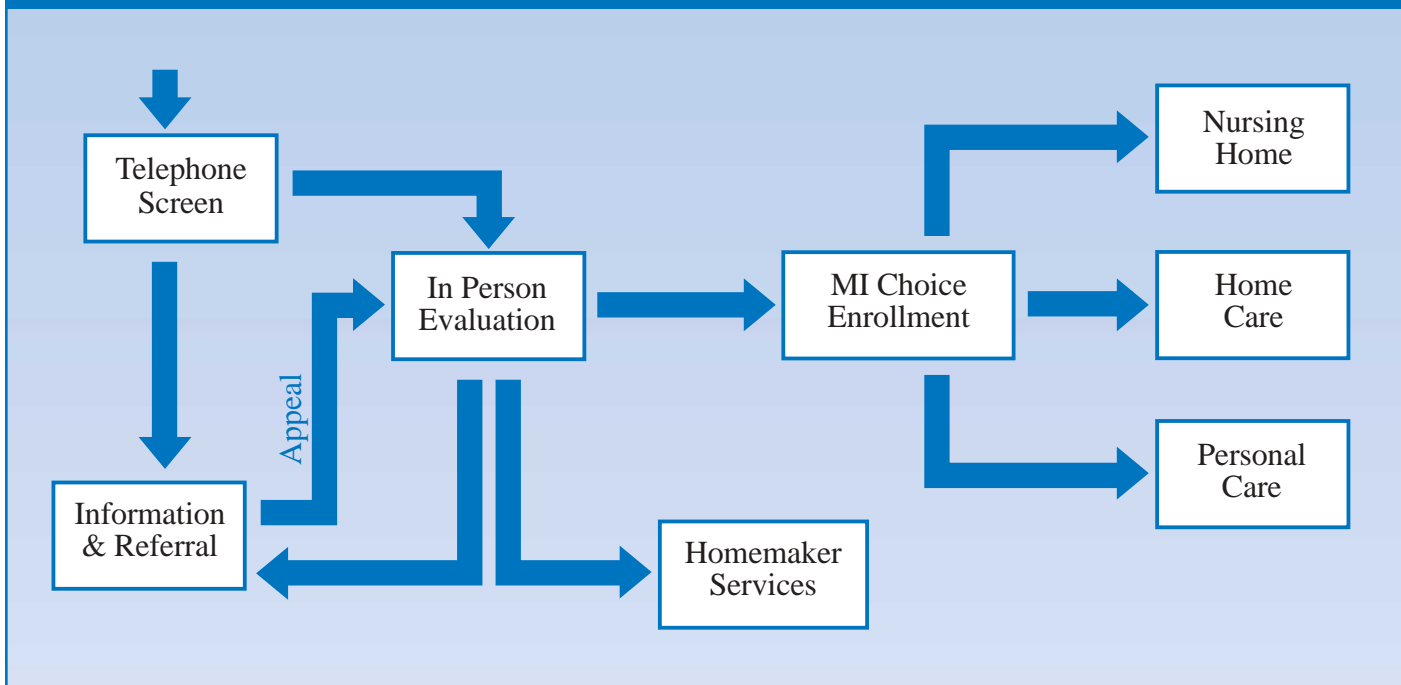 Telephone
Screen
In Person
Evaluation
MI Choice
Enrollment
Nursing
Home
Home
Care
Personal
Care
Appeal
Information
& Referral
Homemaker
Services